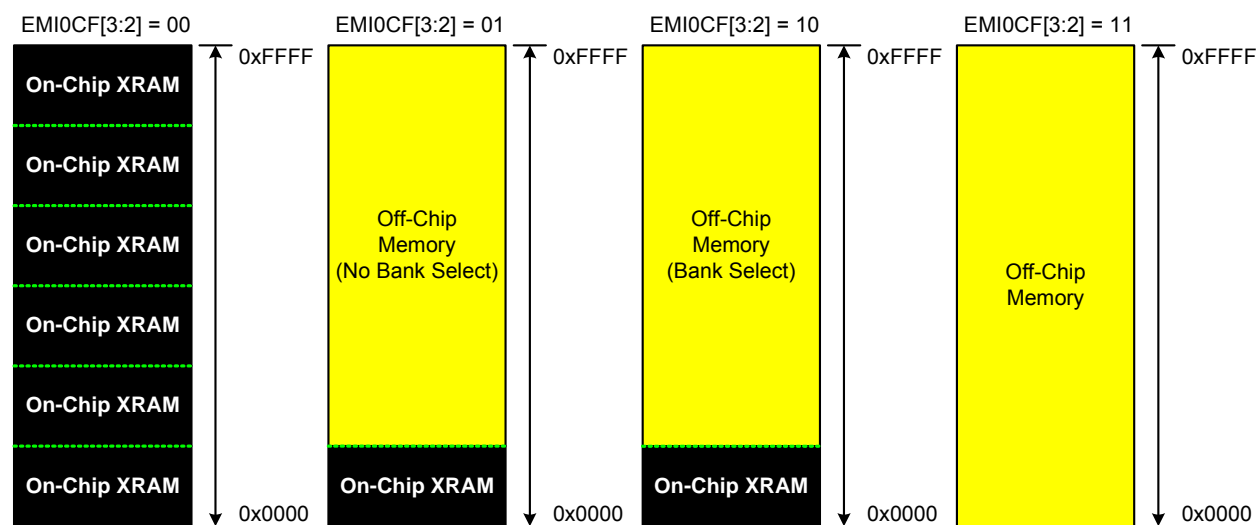 EMI0CF[3:2] = 00
EMI0CF[3:2] = 01
EMI0CF[3:2] = 10
EMI0CF[3:2] = 11
On-Chip XRAM
On-Chip XRAM
On-Chip XRAM
On-Chip XRAM
On-Chip XRAM
On-Chip XRAM
0xFFFF
0x0000
Off-Chip
Memory
(No Bank Select)
On-Chip XRAM
0xFFFF
0x0000
Off-Chip
Memory
(Bank Select)
On-Chip XRAM
0xFFFF
0x0000
Off-Chip
Memory
0xFFFF
0x0000